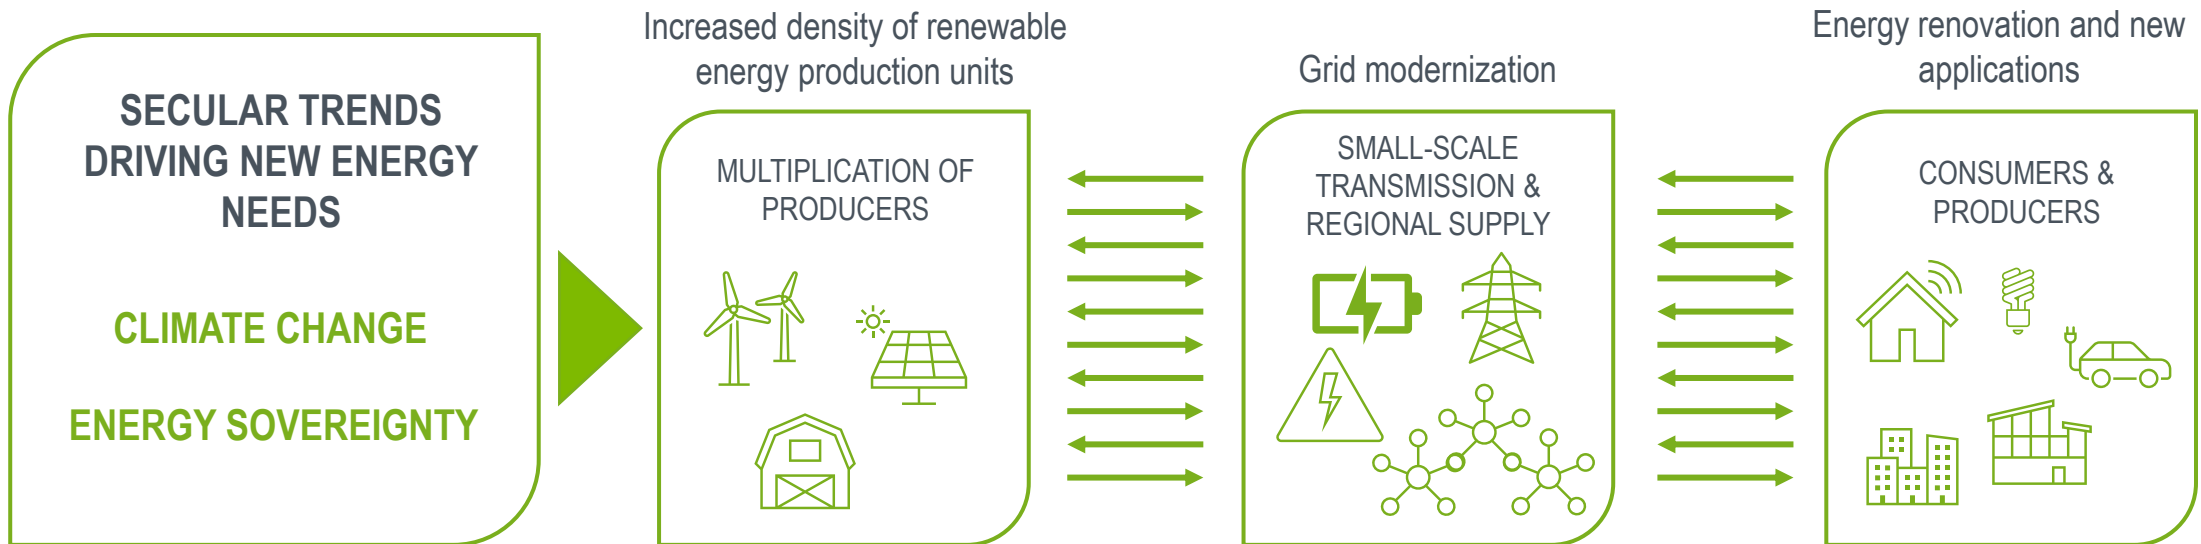 SECULAR TRENDS
DRIVING NEW ENERGY
NEEDS
CLIMATE CHANGE
ENERGY SOVEREIGNTY
Increased density of renewable
energy production units
MULTIPLICATION OF
PRODUCERS
Grid modernization
SMALL-SCALE
TRANSMISSION &
REGIONAL SUPPLY
Energy renovation and new
applications
CONSUMERS &
PRODUCERS